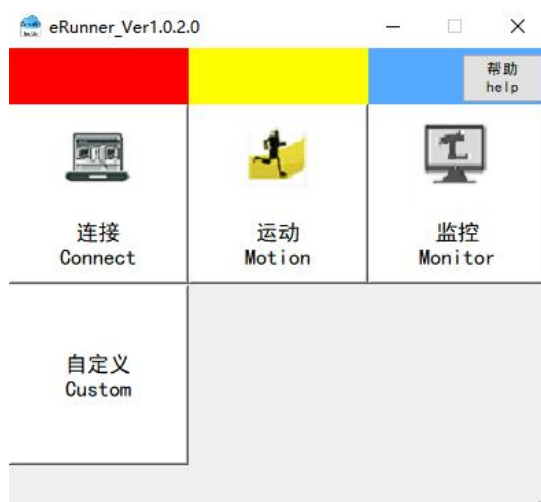 eRunner_Ver1.0.2.0
帮助
help
连接
Connect
运动
Motion
监控
Monitor
自定义
Custom